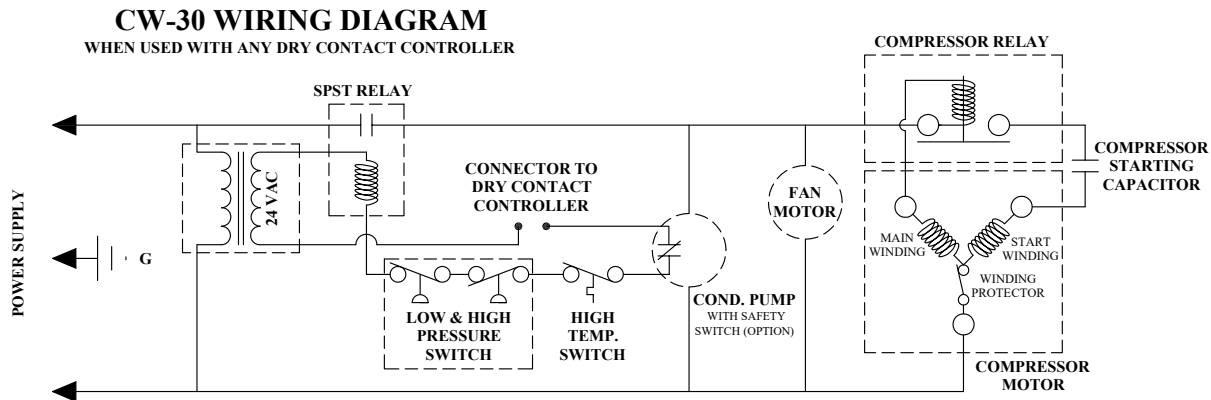 CW-30 WIRING DIAGRAM
WHEN USED WITH ANY DRY CONTACT CONTROLLER
COMPRESSOR RELAY
SPST RELAY
COMPRESSOR
STARTING
CAPACITOR
CONNECTOR TO
DRY CONTACT
CONTROLLER
24 VAC
FAN
MOTOR
POWER SUPPLY
G
MAIN
WINDING
START
WINDING
WINDING
PROTECTOR
LOW & HIGH
PRESSURE
SWITCH
HIGH
TEMP.
SWITCH
COND. PUMP
WITH SAFETY
SWITCH (OPTION)
COMPRESSOR
MOTOR